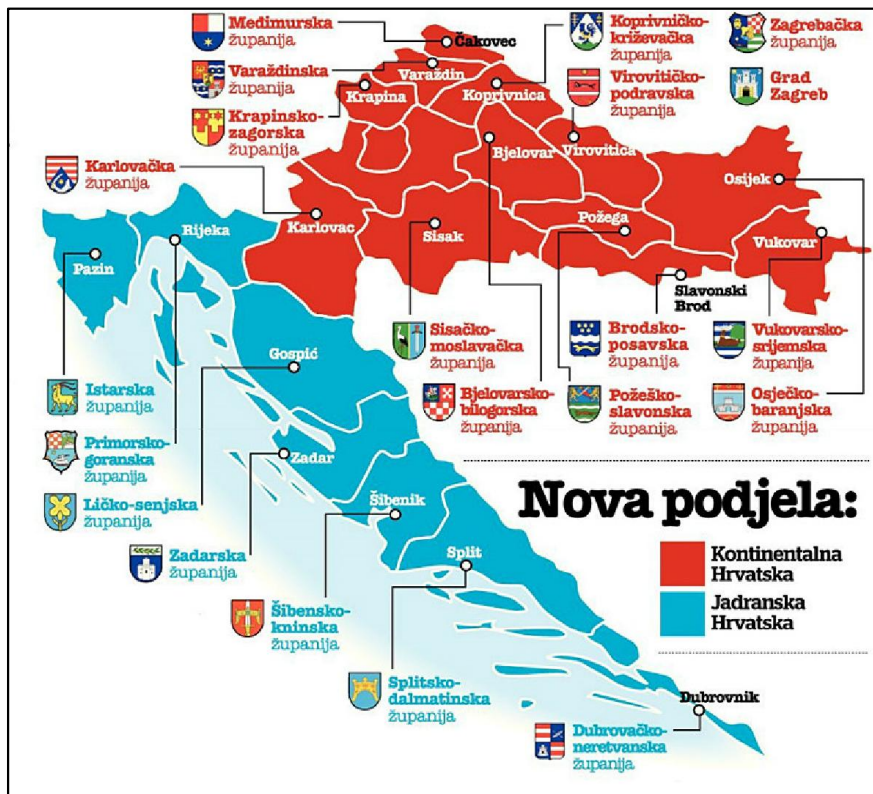 Međimurska
županija
Varaždinska
županija
Krapinsko-
zagorska
županija
Karlovačka
županija
Koprivničko-
križevačka
županija
Virovitičko-
podravska
županija
Zagrebačka
županija
Grad
Zagreb
Čakovec
Varaždin
Krapina
Koprivnica
Bjelovar
Virovitica
Osijek
Požega
Vukovar
Slavonski
Brod
Sisak
Karlovac
Rijeka
Pazin
Gospić
Zadar
Šibenik
Split
Dubrovnik
Sisačko-
moslavačka
županija
Bjelovarsko-
bilogorska
županija
Brodsko-
posavska
županija
Požeško-
slavonska
županija
Vukovarsko-
srijemska
županija
Osječko-
baranjska
županija
Istarska
županija
Primorsko-
goranska
županija
Ličko-senjska
županija
Zadarska
županija
Šibensko-
kninska
županija
Splitsko-
dalmatinska
županija
Dubrovačko-
neretvanska
županija
Nova podjela:
Kontinentalna
Hrvatska
Jadranska
Hrvatska